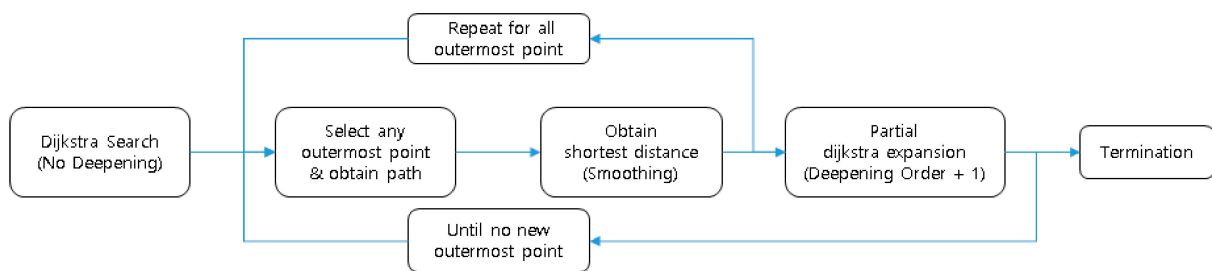 Repeat for all
outermost point
Dijkstra Search
(No Deepening)
Select any
outermost point
& obtain path
Obtain
shortest distance
(Smoothing)
Partial
dijkstra expansion
(Deepening Order + 1)
Termination
Until no new
outermost point